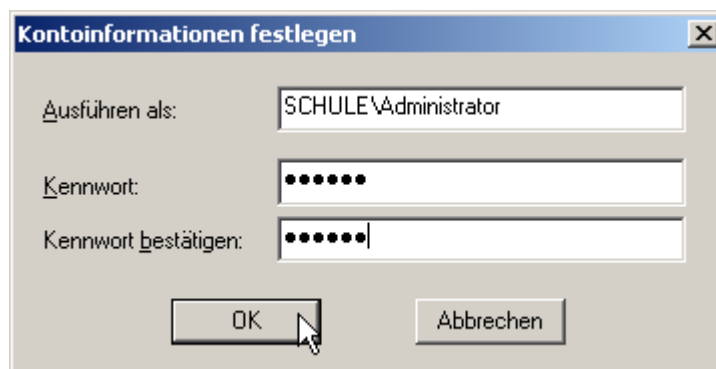 Kontoinformationen festlegen
Ausführen als: SCHULE\Administrator
Kennwort: ●●●●●●
Kennwort bestätigen: ●●●●●●
OK Abbrechen